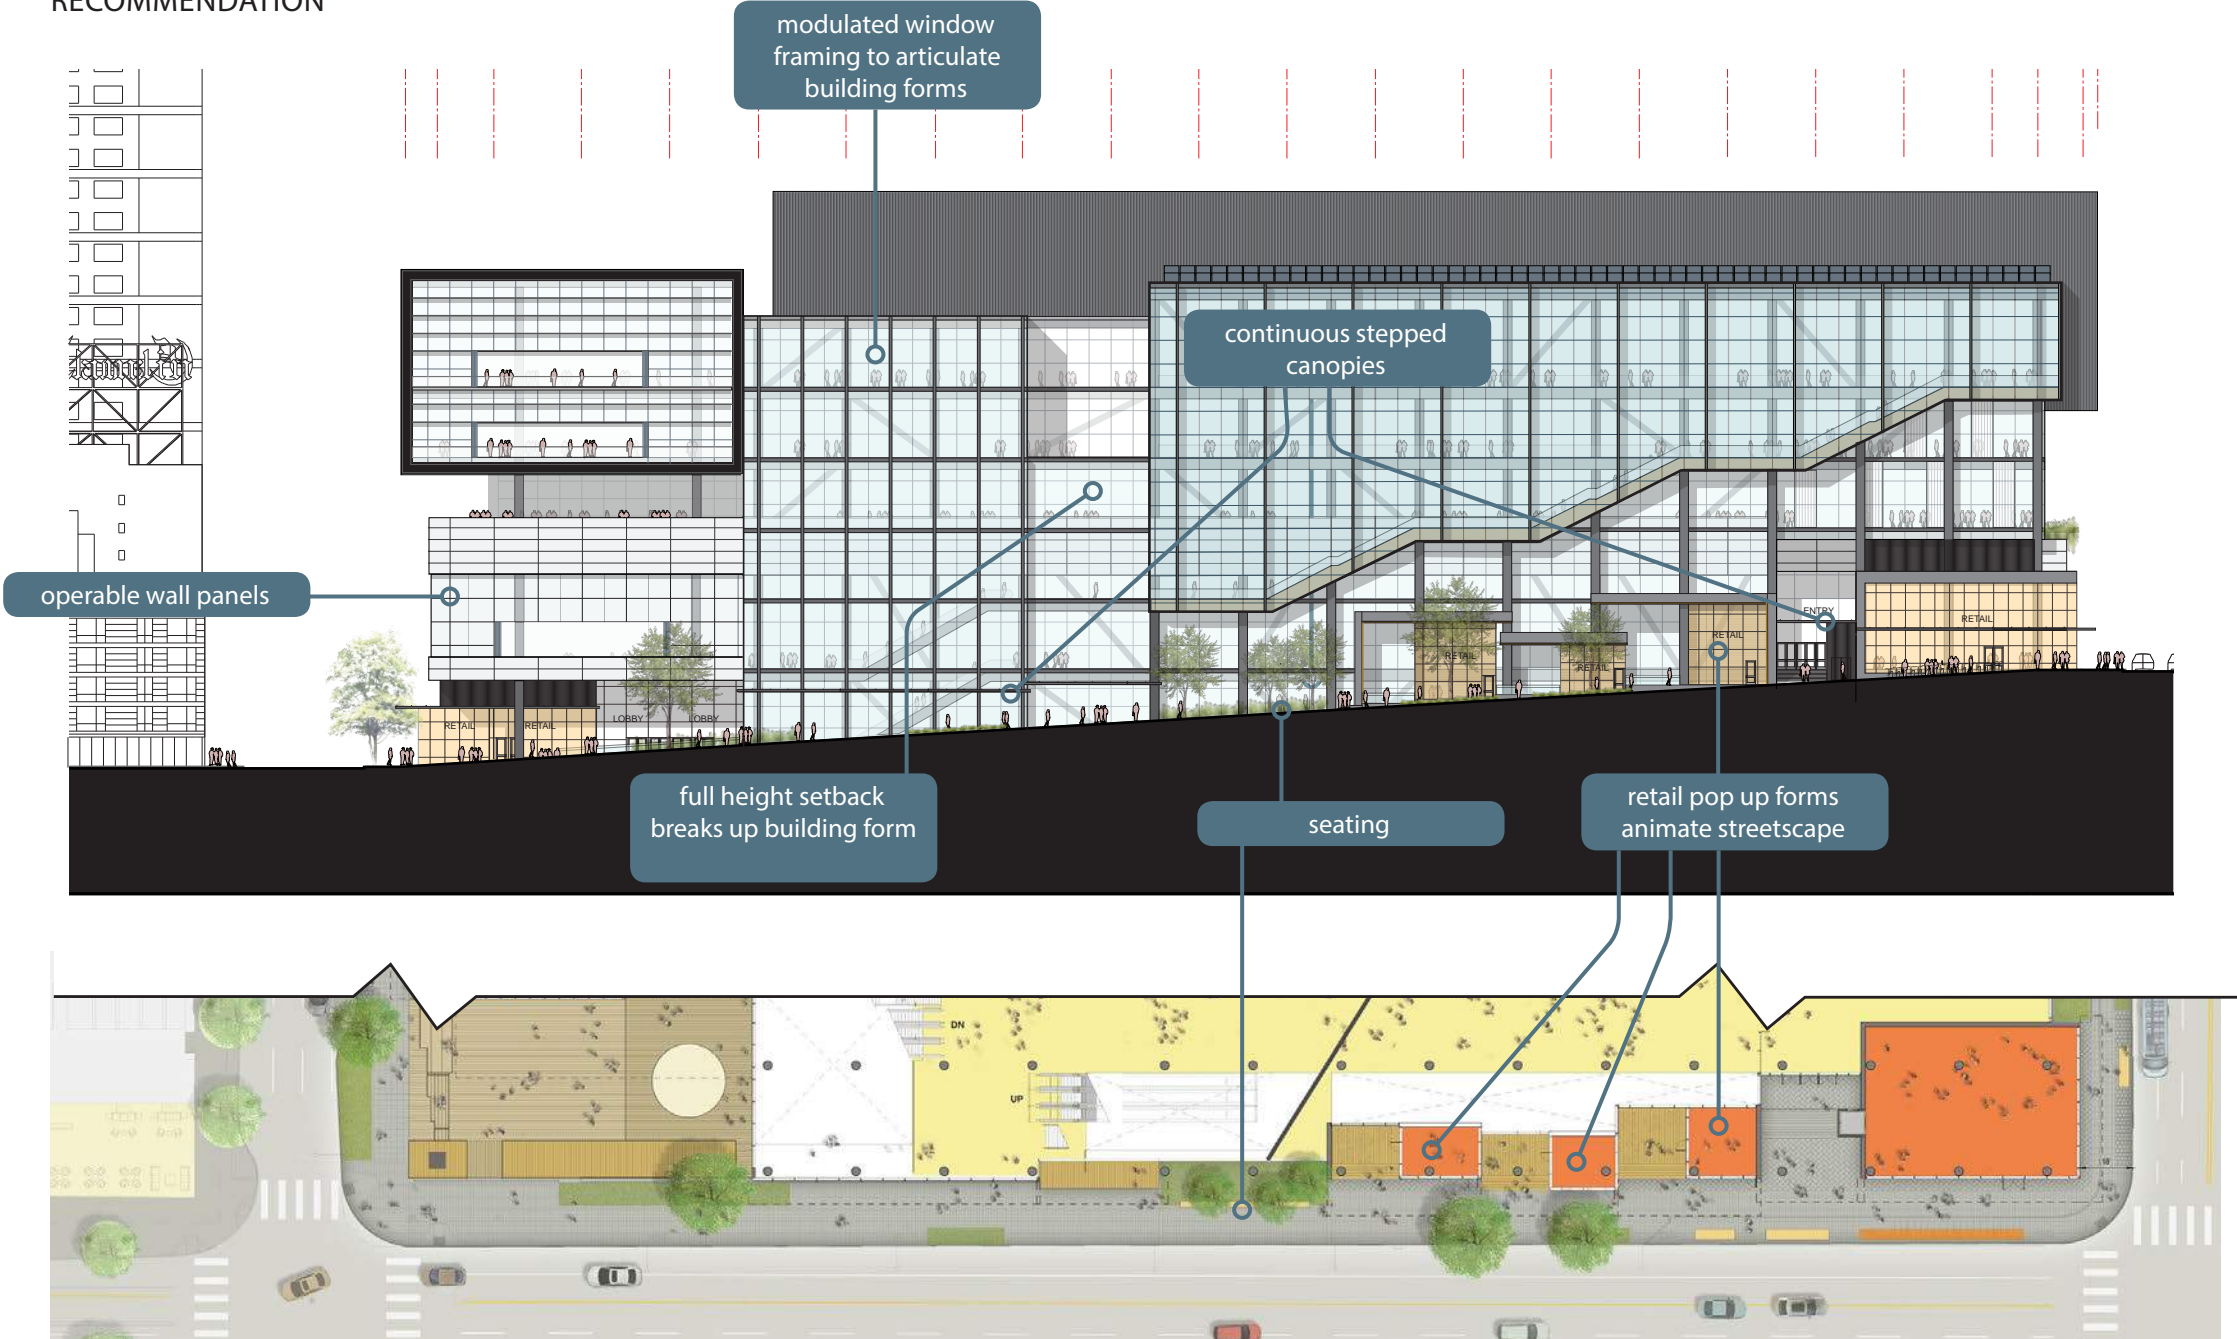 RECOMMENDATION
modulated window
framing to articulate
building forms
continuous stepped
canopies
operable wall panels
ENTRY
RETAIL
RETAIL
RETAIL
RETAIL
RETAIL
RETAIL
LOBBY
LOBBY
full height setback
breaks up building form
seating
retail pop up forms
animate streetscape
DN
UP
18'